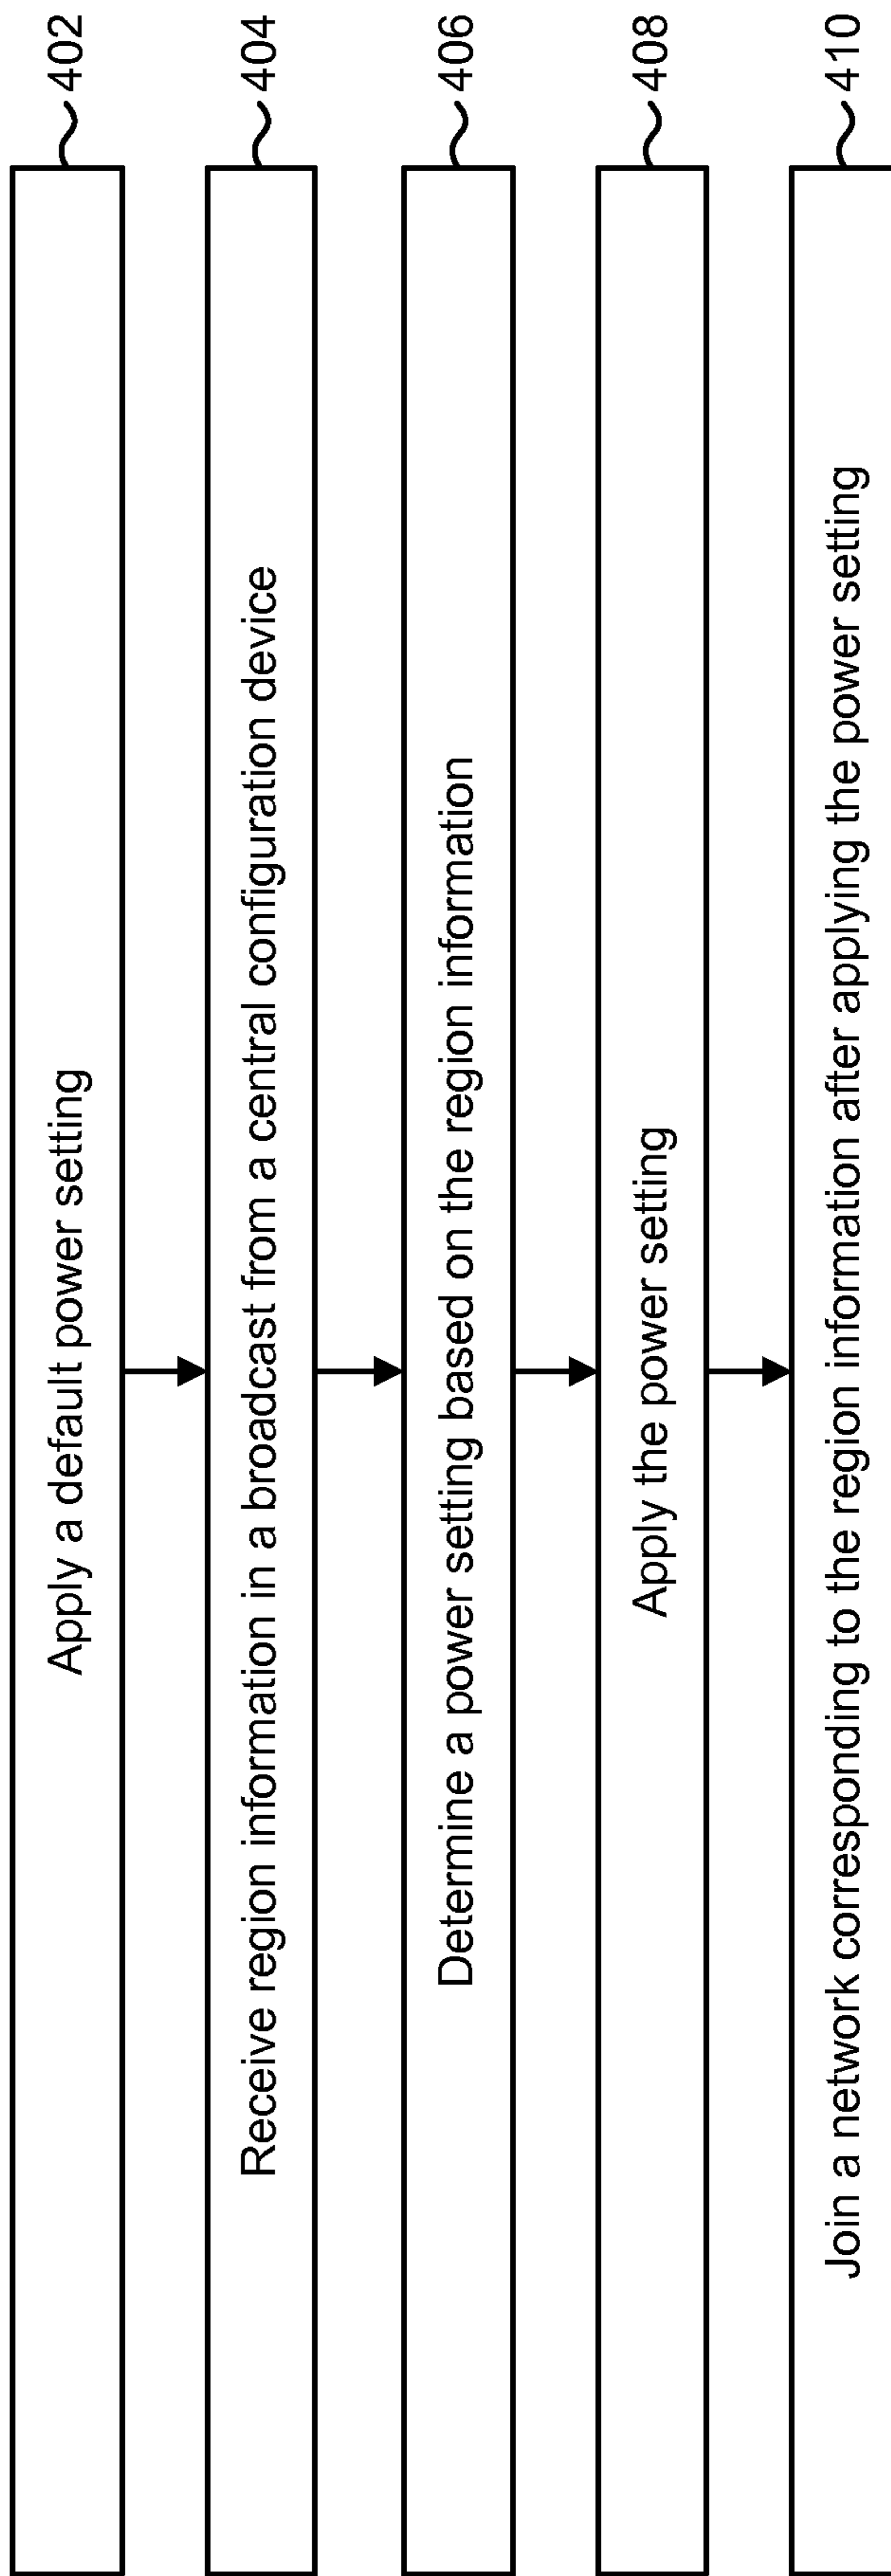 402
Apply a default power setting
404
Receive region information in a broadcast from a central configuration device
406
Determine a power setting based on the region information
408
Apply the power setting
410
Join a network corresponding to the region information after applying the power setting